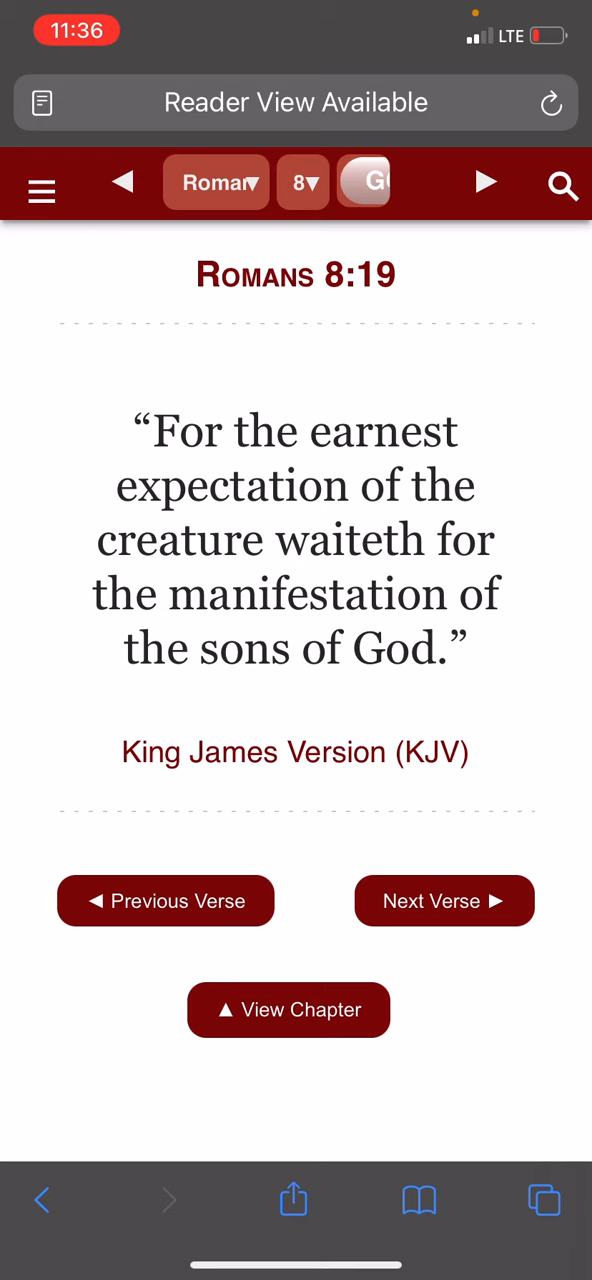 11:36
LTE
Reader View Available
Roman 8 G
ROMANS 8:19
“For the earnest
expectation of the
creature waiteth for
the manifestation of
the sons of God.”
King James Version (KJV)
◄ Previous Verse
Next Verse ►
▲ View Chapter